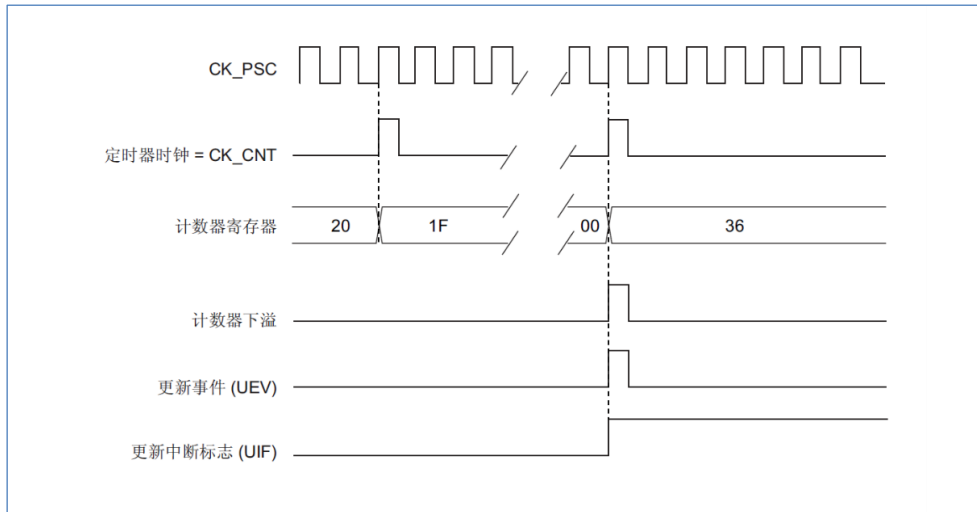 CK_PSC
定时器时钟 = CK_CNT
计数器寄存器 20 1F 00 36
计数器下溢
更新事件 (UEV)
更新中断标志 (UIF)